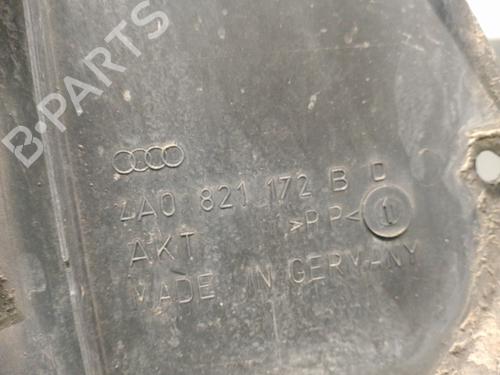 B-PARTS
4A0 821 172 B C
AKT >PP<
MADE IN GERMANY